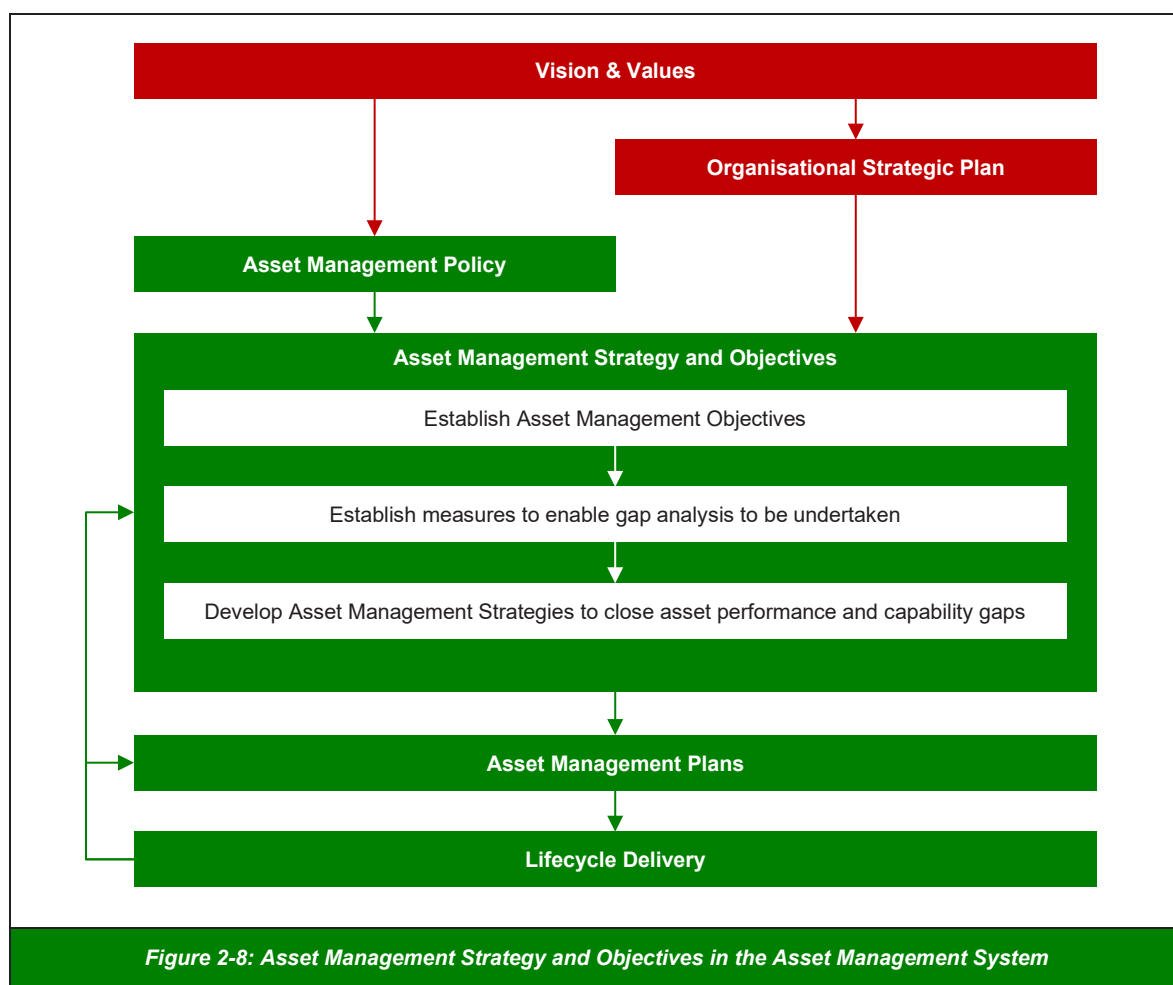 Vision & Values
Organisational Strategic Plan
Asset Management Policy
Asset Management Strategy and Objectives
Establish Asset Management Objectives
Establish measures to enable gap analysis to be undertaken
Develop Asset Management Strategies to close asset performance and capability gaps
Asset Management Plans
Lifecycle Delivery
Figure 2-8: Asset Management Strategy and Objectives in the Asset Management System